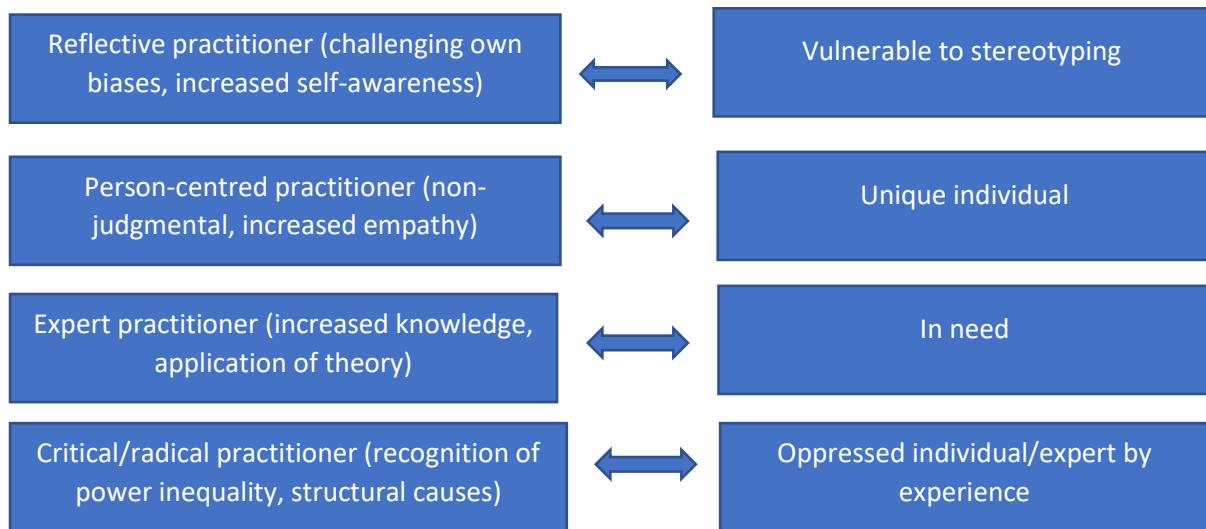 Reflective practitioner (challenging own
biases, increased self-awareness)
Vulnerable to stereotyping
Person-centred practitioner (non-
judgmental, increased empathy)
Unique individual
Expert practitioner (increased knowledge,
application of theory)
In need
Critical/radical practitioner (recognition of
power inequality, structural causes)
Oppressed individual/expert by
experience